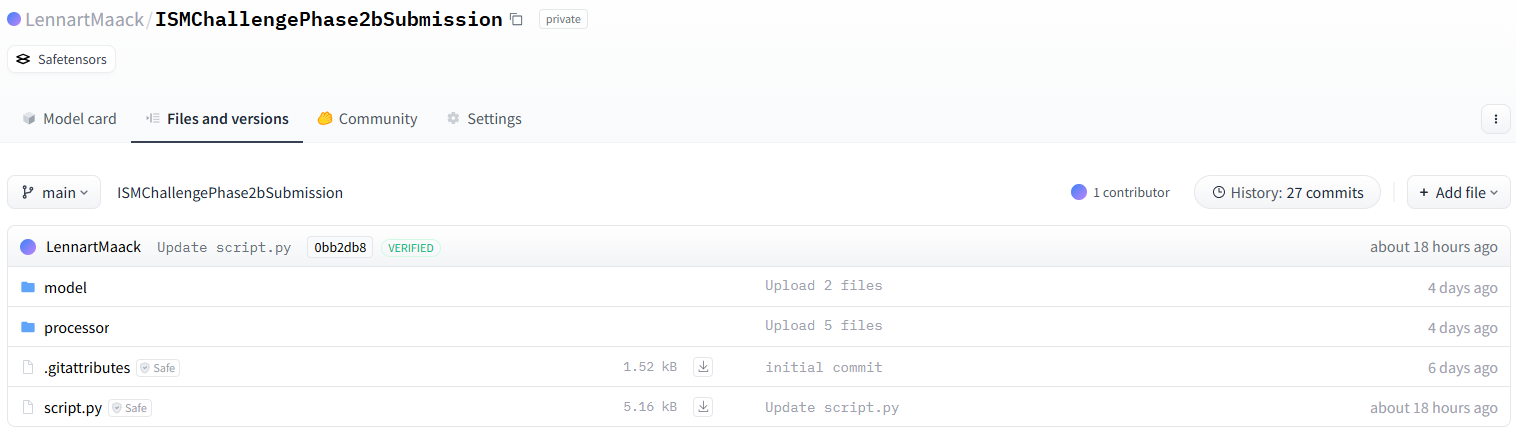 LennartMaack/ISMChallengePhase2bSubmission private
Safetensors
Model card Files and versions Community Settings
main ISMChallengePhase2bSubmission 1 contributor History: 27 commits + Add file
LennartMaack Update script.py 0bb2db8 VERIFIED about 18 hours ago
model Upload 2 files 4 days ago
processor Upload 5 files 4 days ago
.gitattributes Safe 1.52 kB initial commit 6 days ago
script.py Safe 5.16 kB Update script.py about 18 hours ago